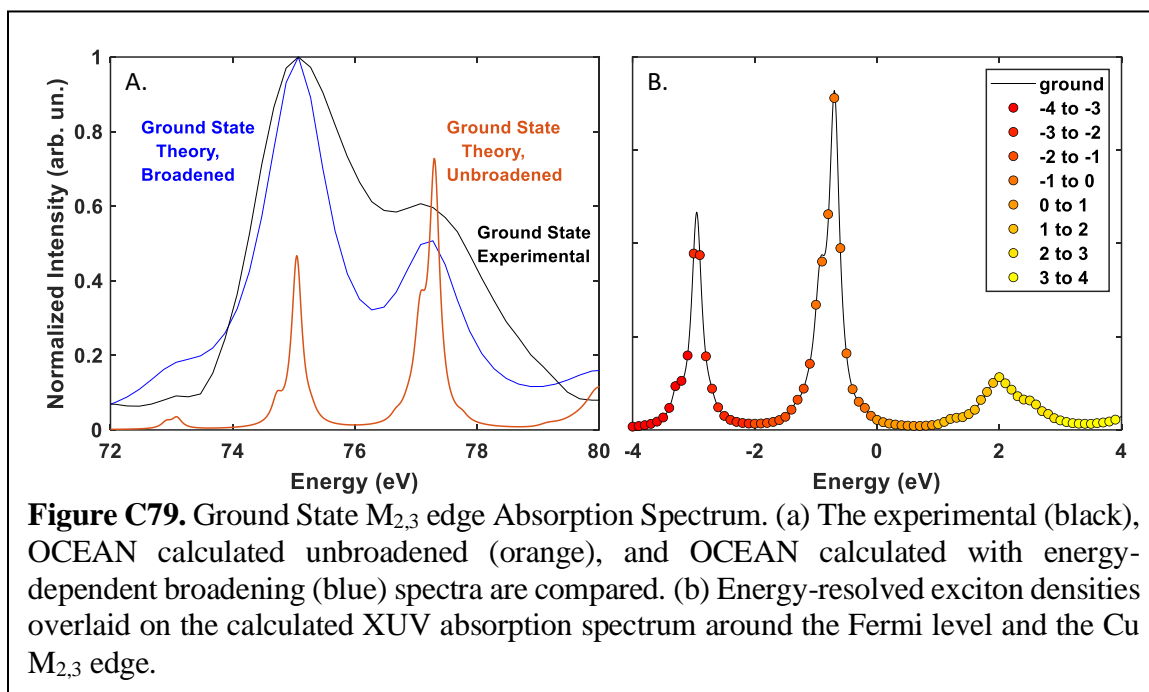 A.
Ground State
Theory,
Broadened
Ground State
Theory,
Unbroadened
Ground State
Experimental
Normalized Intensity (arb. un.)
1
0.8
0.6
0.4
0.2
0
72
74
76
78
80
Energy (eV)
B.
ground
-4 to -3
-3 to -2
-2 to -1
-1 to 0
0 to 1
1 to 2
2 to 3
3 to 4
-4
-2
0
2
4
Energy (eV)
Figure C79. Ground State M2,3 edge Absorption Spectrum. (a) The experimental (black),
OCEAN calculated unbroadened (orange), and OCEAN calculated with energy-
dependent broadening (blue) spectra are compared. (b) Energy-resolved exciton densities
overlaid on the calculated XUV absorption spectrum around the Fermi level and the Cu
M2,3 edge.